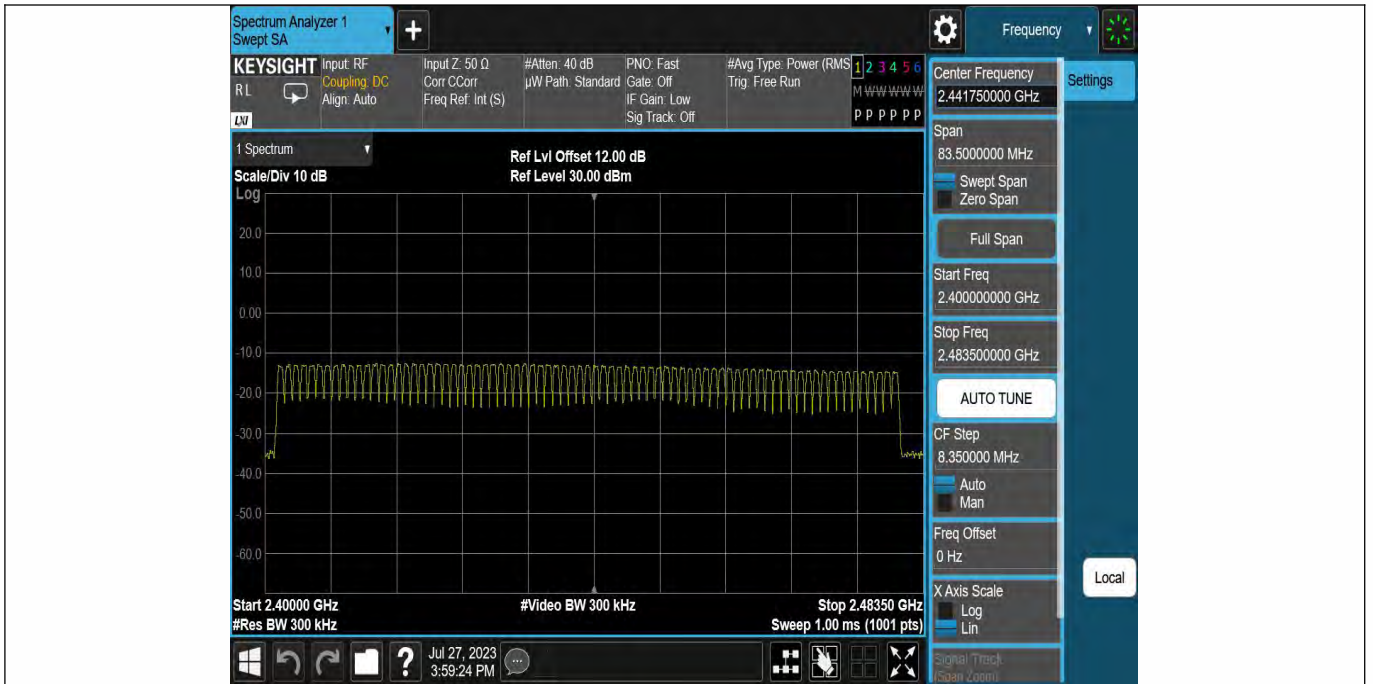 Spectrum Analyzer 1
Swept SA
+
Frequency
KEYSIGHT
RL
LXI
Input: RF
Coupling: DC
Align: Auto
Input Z: 50 Ω
Corr CCorr
Freq Ref: Int (S)
#Atten: 40 dB
µW Path: Standard
PNO: Fast
Gate: Off
IF Gain: Low
Sig Track: Off
#Avg Type: Power (RMS
Trig: Free Run
1 2 3 4 5 6
M W W W W W
P P P P P P
1 Spectrum
Scale/Div 10 dB
Ref Lvl Offset 12.00 dB
Ref Level 30.00 dBm
Log
20.0
10.0
0.00
-10.0
-20.0
-30.0
-40.0
-50.0
-60.0
Start 2.40000 GHz
#Res BW 300 kHz
#Video BW 300 kHz
Stop 2.48350 GHz
Sweep 1.00 ms (1001 pts)
Center Frequency
2.441750000 GHz
Settings
Span
83.5000000 MHz
Swept Span
Zero Span
Full Span
Start Freq
2.400000000 GHz
Stop Freq
2.483500000 GHz
AUTO TUNE
CF Step
8.350000 MHz
Auto
Man
Freq Offset
0 Hz
X Axis Scale
Log
Lin
Local
Signal Track
(Span Zoom)
?
Jul 27, 2023
3:59:24 PM